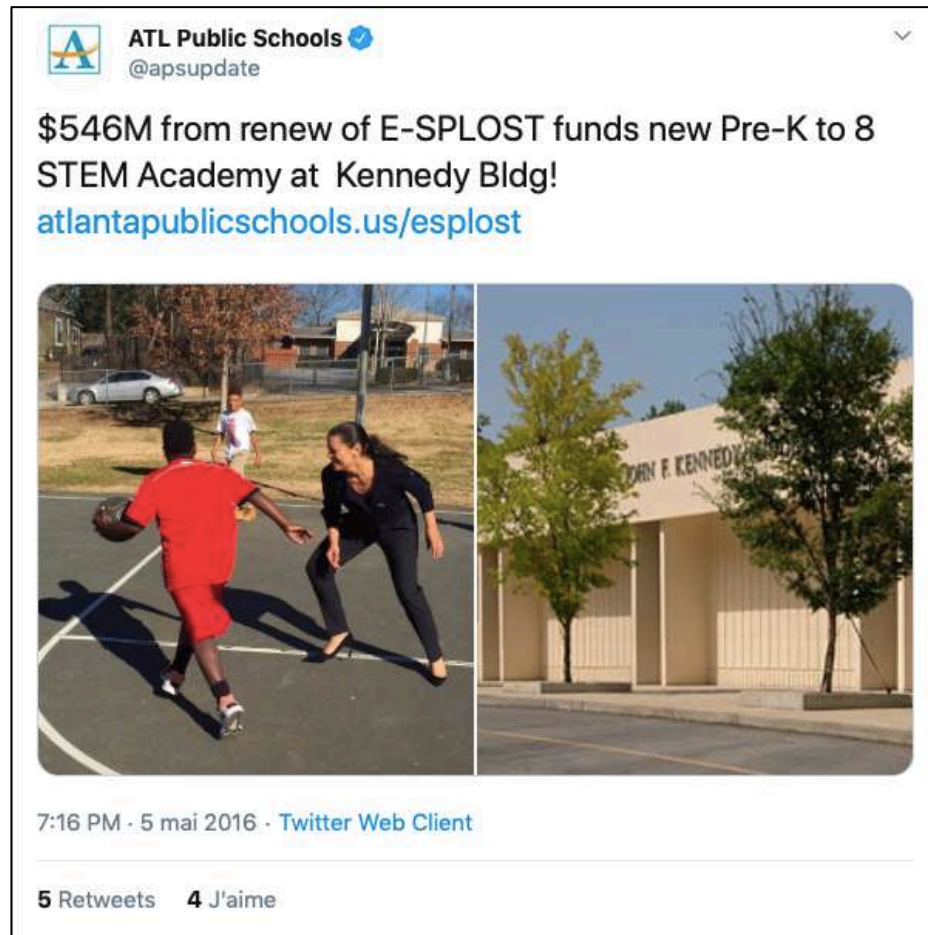 ATL Public Schools
@apsupdate
$546M from renew of E-SPLOST funds new Pre-K to 8
STEM Academy at Kennedy Bldg!
atlantapublicschools.us/esplost
JOHN F. KENNEDY
7:16 PM · 5 mai 2016 · Twitter Web Client
5 Retweets 4 J'aime